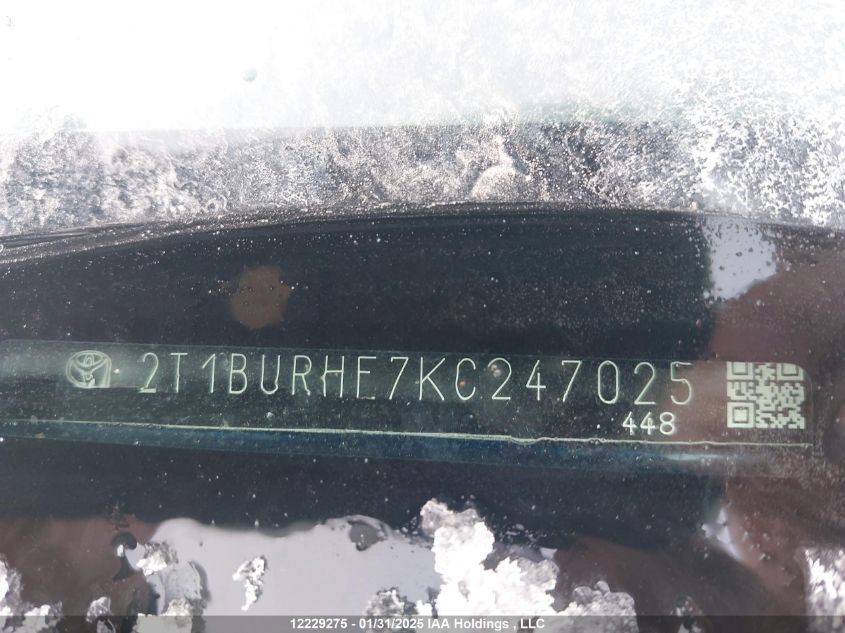 2T1BURHE7KC247025
448
12229275 - 01/31/2025 IAA Holdings , LLC